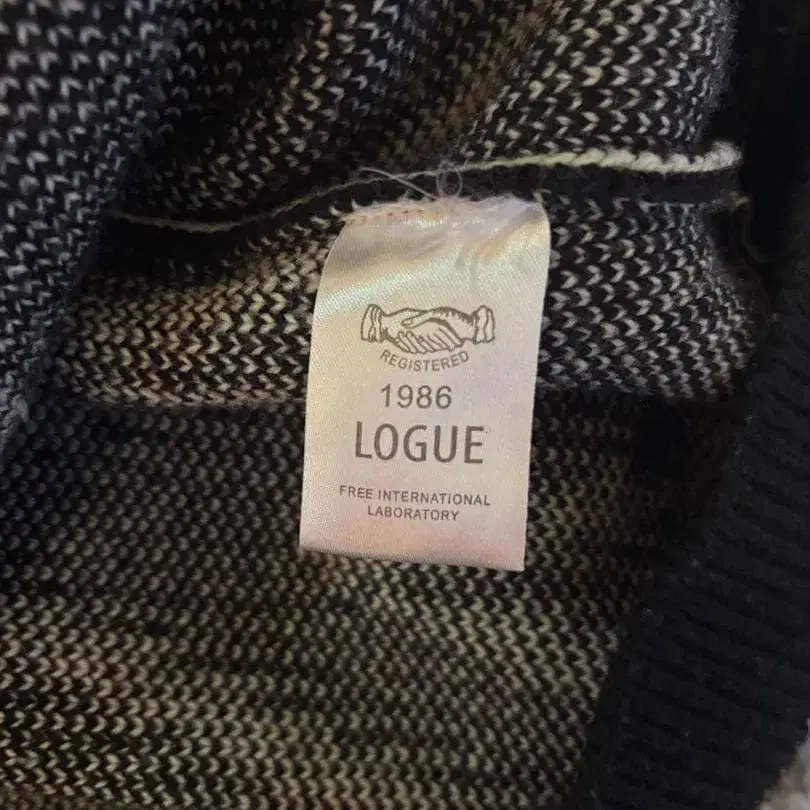 REGISTERED
1986
LOGUE
FREE INTERNATIONAL
LABORATORY